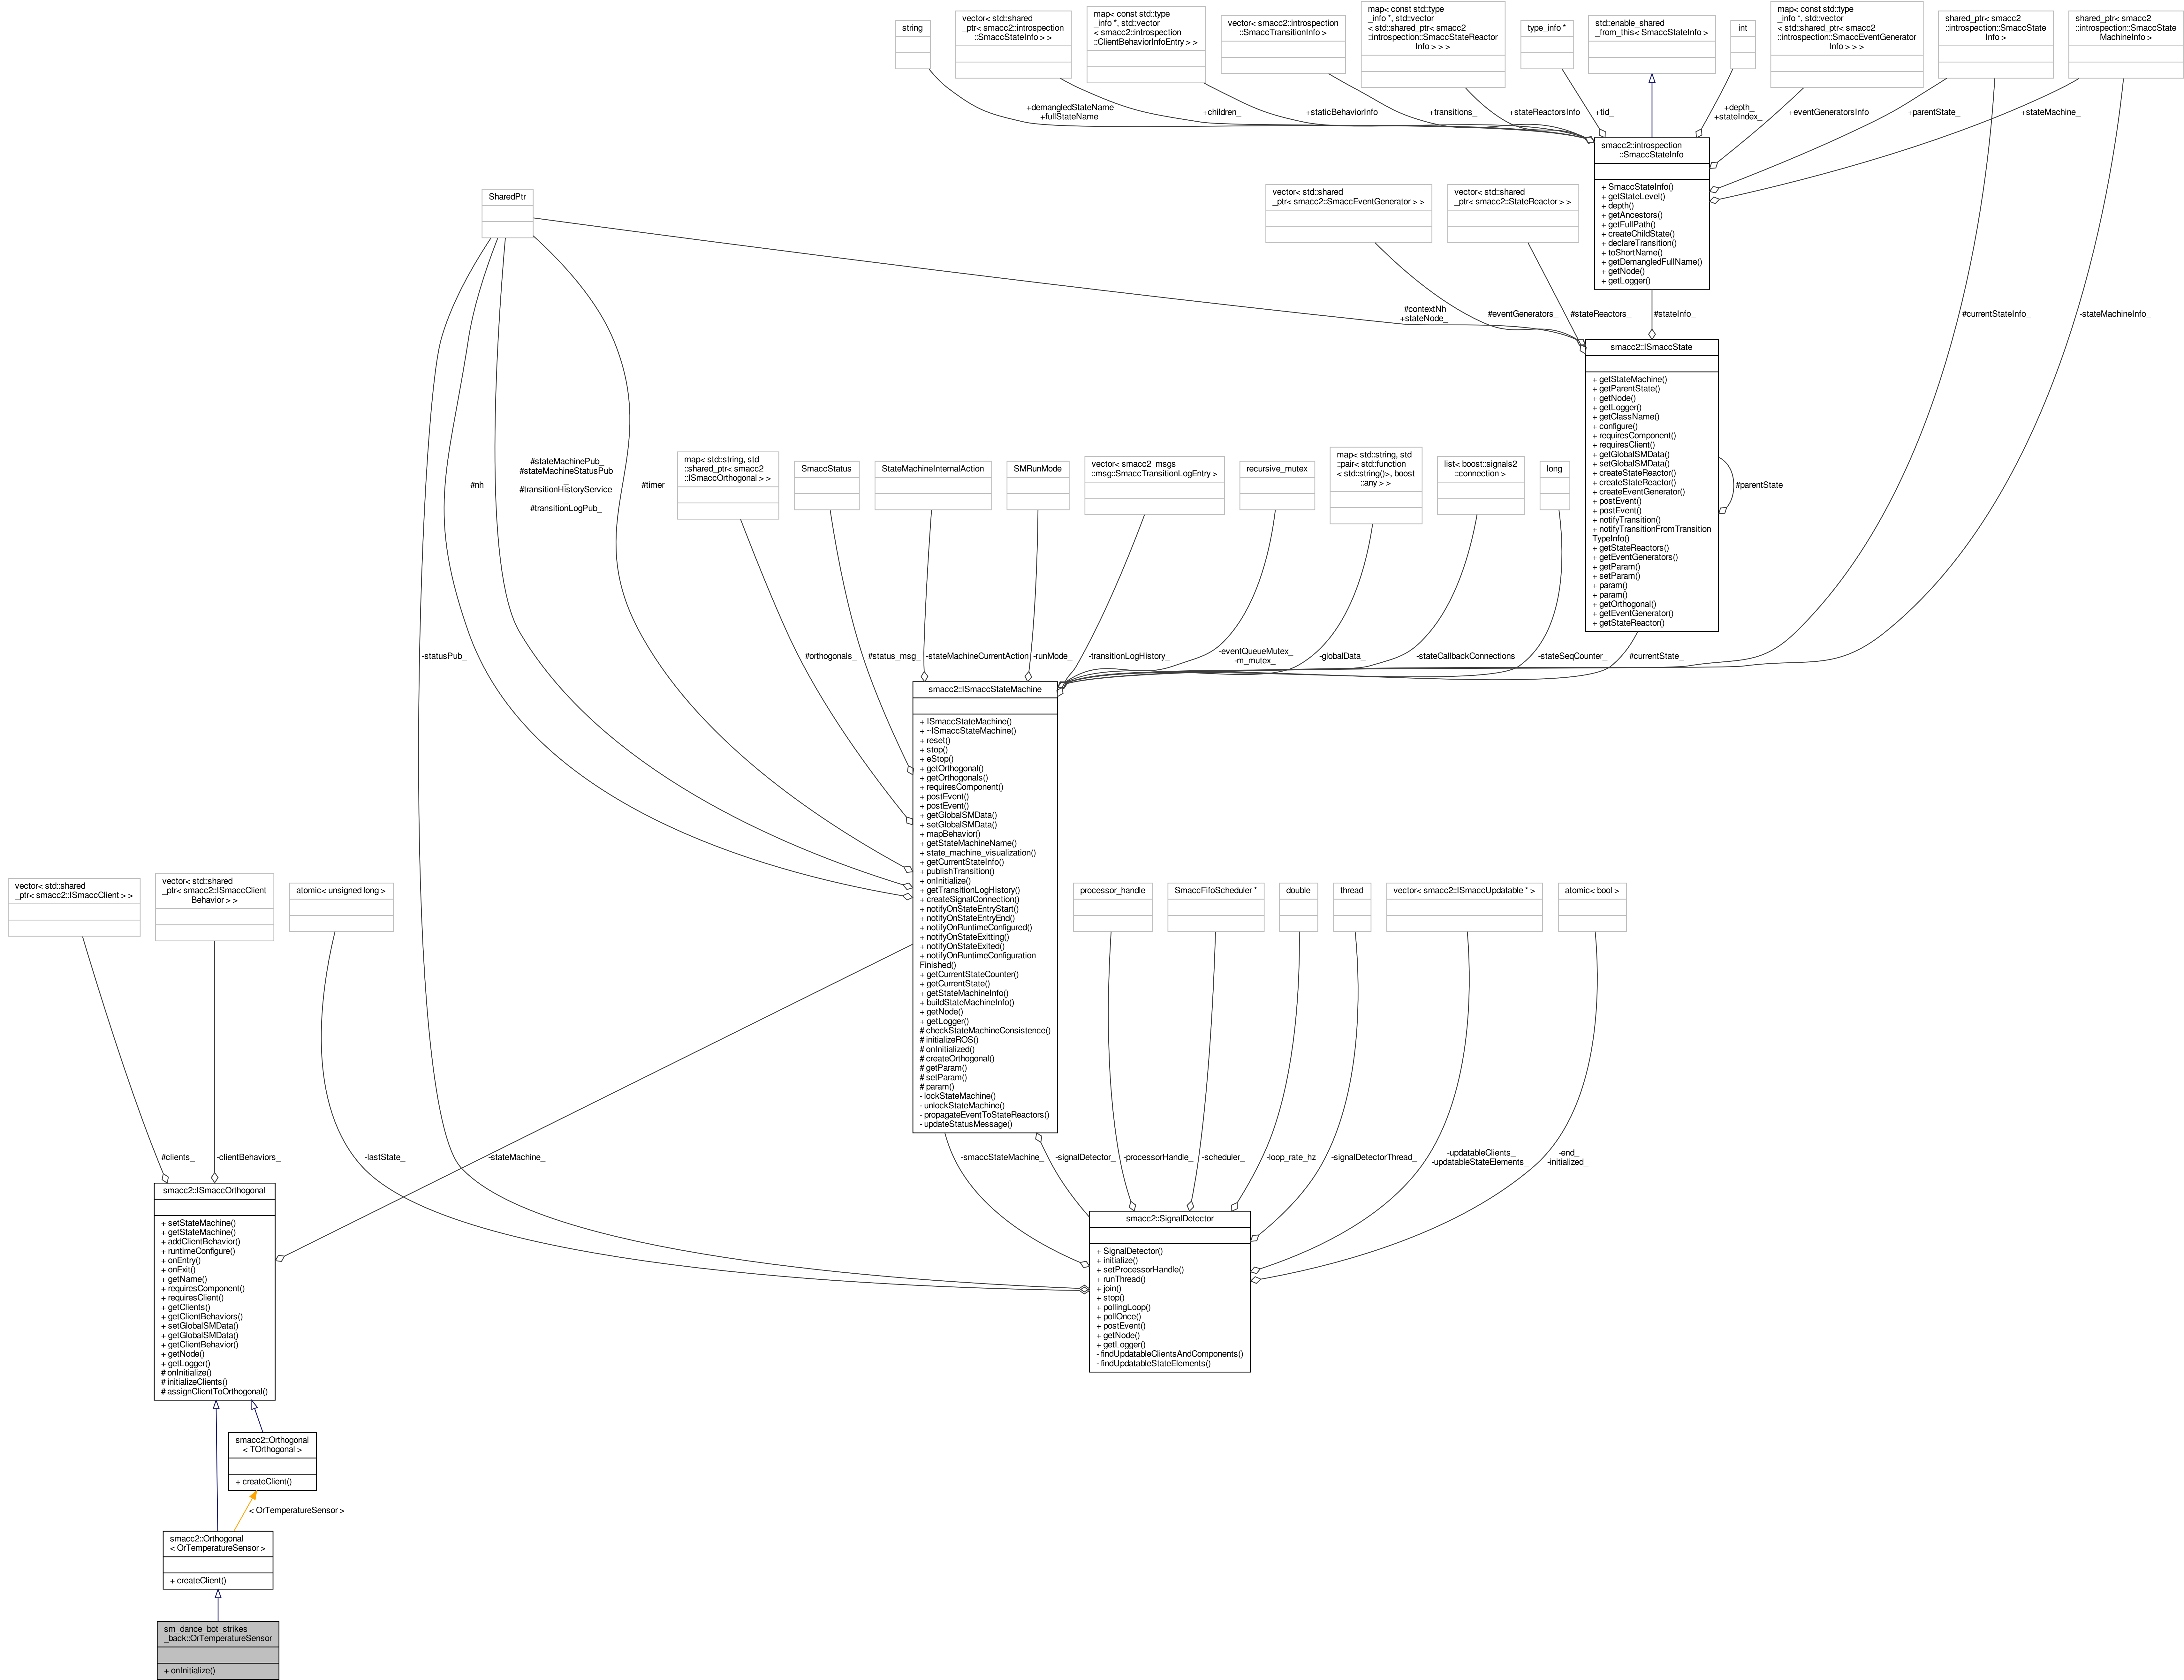 string
vector< std::shared
_ptr< smacc2::introspection
::SmaccStateInfo > >
map< const std::type
_info *, std::vector
< smacc2::introspection
::ClientBehaviorInfoEntry > >
vector< smacc2::introspection
::SmaccTransitionInfo >
map< const std::type
_info *, std::vector
< std::shared_ptr< smacc2
::introspection::SmaccStateReactor
Info > > >
type_info *
std::enable_shared
_from_this< SmaccStateInfo >
int
map< const std::type
_info *, std::vector
< std::shared_ptr< smacc2
::introspection::SmaccEventGenerator
Info > > >
shared_ptr< smacc2
::introspection::SmaccState
Info >
shared_ptr< smacc2
::introspection::SmaccState
MachineInfo >
+demangledStateName
+fullStateName
+children_
+staticBehaviorInfo
+transitions_
+stateReactorsInfo
+tid_
+depth_
+stateIndex_
+eventGeneratorsInfo
+parentState_
+stateMachine_
smacc2::introspection
::SmaccStateInfo
+ SmaccStateInfo()
+ getStateLevel()
+ depth()
+ getAncestors()
+ getFullPath()
+ createChildState()
+ declareTransition()
+ toShortName()
+ getDemangledFullName()
+ getNode()
+ getLogger()
SharedPtr
vector< std::shared
_ptr< smacc2::SmaccEventGenerator > >
vector< std::shared
_ptr< smacc2::StateReactor > >
#contextNh
+stateNode_
#eventGenerators_
#stateReactors_
#stateInfo_
#currentStateInfo_
-stateMachineInfo_
smacc2::ISmaccState
+ getStateMachine()
+ getParentState()
+ getNode()
+ getLogger()
+ getClassName()
+ configure()
+ requiresComponent()
+ requiresClient()
+ getGlobalSMData()
+ setGlobalSMData()
+ createStateReactor()
+ createStateReactor()
+ createEventGenerator()
+ postEvent()
+ postEvent()
+ notifyTransition()
+ notifyTransitionFromTransition
TypeInfo()
+ getStateReactors()
+ getEventGenerators()
+ getParam()
+ setParam()
+ param()
+ param()
+ getOrthogonal()
+ getEventGenerator()
+ getStateReactor()
#parentState_
#nh_
#stateMachinePub_
#stateMachineStatusPub
_
#transitionHistoryService
_
#transitionLogPub_
#timer_
map< std::string, std
::shared_ptr< smacc2
::ISmaccOrthogonal > >
SmaccStatus
StateMachineInternalAction
SMRunMode
vector< smacc2_msgs
::msg::SmaccTransitionLogEntry >
recursive_mutex
map< std::string, std
::pair< std::function
< std::string()>, boost
::any > >
list< boost::signals2
::connection >
long
-statusPub_
#orthogonals_
#status_msg_
-stateMachineCurrentAction
-runMode_
-transitionLogHistory_
-eventQueueMutex_
-m_mutex_
-globalData_
-stateCallbackConnections
-stateSeqCounter_
#currentState_
smacc2::ISmaccStateMachine
+ ISmaccStateMachine()
+ ~ISmaccStateMachine()
+ reset()
+ stop()
+ eStop()
+ getOrthogonal()
+ getOrthogonals()
+ requiresComponent()
+ postEvent()
+ postEvent()
+ getGlobalSMData()
+ setGlobalSMData()
+ mapBehavior()
+ getStateMachineName()
+ state_machine_visualization()
+ getCurrentStateInfo()
+ publishTransition()
+ onInitialize()
+ getTransitionLogHistory()
+ createSignalConnection()
+ notifyOnStateEntryStart()
+ notifyOnStateEntryEnd()
+ notifyOnRuntimeConfigured()
+ notifyOnStateExitting()
+ notifyOnStateExited()
+ notifyOnRuntimeConfiguration
Finished()
+ getCurrentStateCounter()
+ getCurrentState()
+ getStateMachineInfo()
+ buildStateMachineInfo()
+ getNode()
+ getLogger()
# checkStateMachineConsistence()
# initializeROS()
# onInitialized()
# createOrthogonal()
# getParam()
# setParam()
# param()
- lockStateMachine()
- unlockStateMachine()
- propagateEventToStateReactors()
- updateStatusMessage()
vector< std::shared
_ptr< smacc2::ISmaccClient > >
vector< std::shared
_ptr< smacc2::ISmaccClient
Behavior > >
atomic< unsigned long >
processor_handle
SmaccFifoScheduler *
double
thread
vector< smacc2::ISmaccUpdatable * >
atomic< bool >
#clients_
-clientBehaviors_
-lastState_
-stateMachine_
-smaccStateMachine_
-signalDetector_
-processorHandle_
-scheduler_
-loop_rate_hz
-signalDetectorThread_
-updatableClients_
-updatableStateElements_
-end_
-initialized_
smacc2::ISmaccOrthogonal
+ setStateMachine()
+ getStateMachine()
+ addClientBehavior()
+ runtimeConfigure()
+ onEntry()
+ onExit()
+ getName()
+ requiresComponent()
+ requiresClient()
+ getClients()
+ getClientBehaviors()
+ setGlobalSMData()
+ getGlobalSMData()
+ getClientBehavior()
+ getNode()
+ getLogger()
# onInitialize()
# initializeClients()
# assignClientToOrthogonal()
smacc2::SignalDetector
+ SignalDetector()
+ initialize()
+ setProcessorHandle()
+ runThread()
+ join()
+ stop()
+ pollingLoop()
+ pollOnce()
+ postEvent()
+ getNode()
+ getLogger()
- findUpdatableClientsAndComponents()
- findUpdatableStateElements()
smacc2::Orthogonal
< TOrthogonal >
+ createClient()
< OrTemperatureSensor >
smacc2::Orthogonal
< OrTemperatureSensor >
+ createClient()
sm_dance_bot_strikes
_back::OrTemperatureSensor
+ onInitialize()